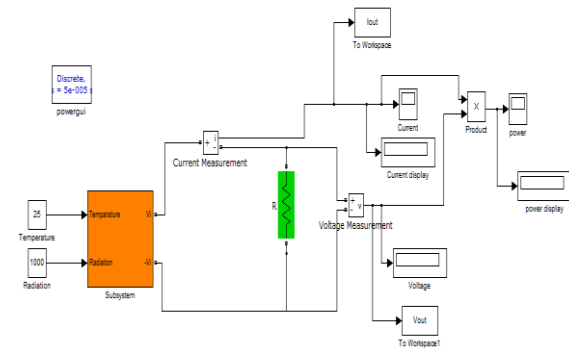 Iout
To Workspace
Discrete,
s = 5e-005 s
powergui
+
i
-
Current Measurement
Current
Current display
X
Product
power
power display
R
+
-
v
Voltage Measurement
25
Temperature
1000
Radiation
Temparature
Vi
Radiation
-Vi
Subsystem
Voltage
Vout
To Workspace1